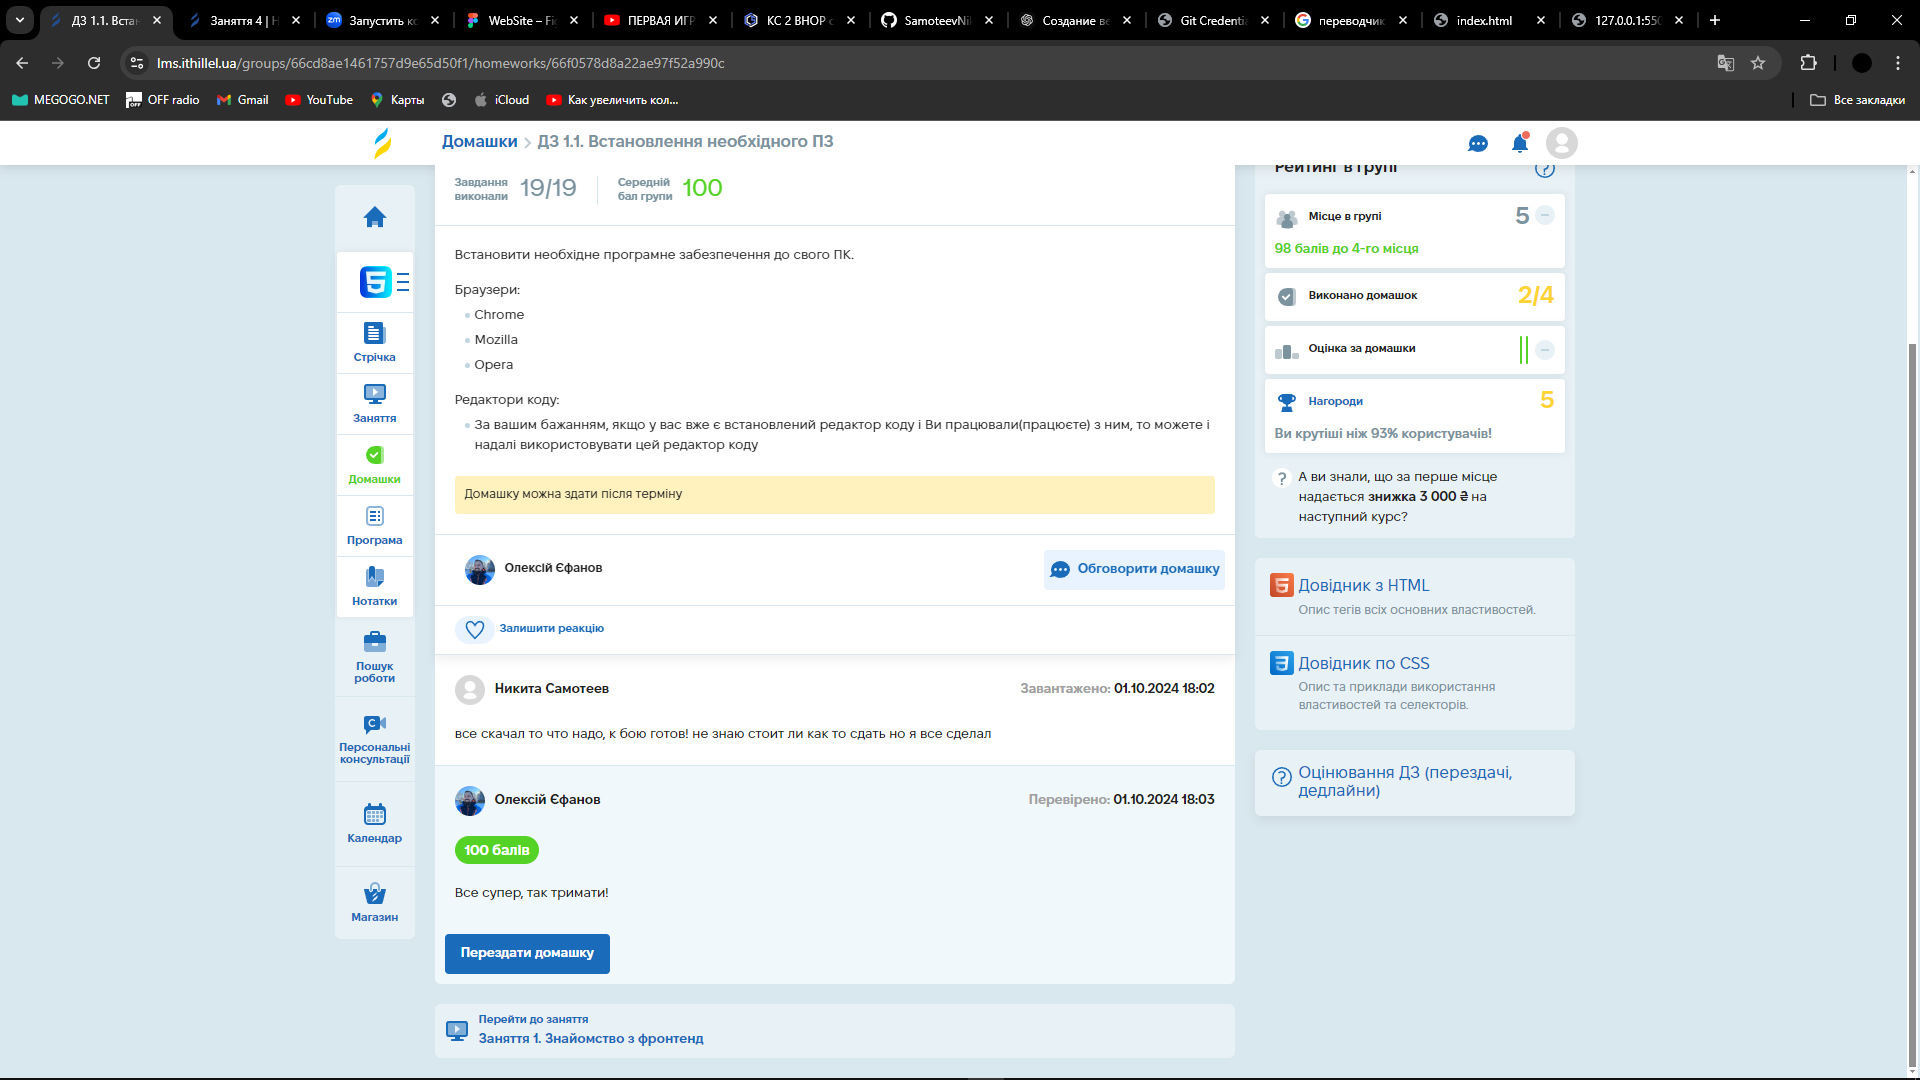 ДЗ 1.1. Встан
Заняття 4 | H
Запустить ко
WebSite – Fig
ПЕРВАЯ ИГР
КС 2 ВНОР с
SamoteevNik
Создание ве
Git Credentia
переводчик
index.html
127.0.0.1:550
lms.ithillel.ua/groups/66cd8ae1461757d9e65d50f1/homeworks/66f0578d8a22ae97f52a990c
MEGOGO.NET
OFF radio
Gmail
YouTube
Карты
iCloud
Как увеличить кол...
Все закладки
Домашки
ДЗ 1.1. Встановлення необхідного ПЗ
Стрічка
Заняття
Домашки
Програма
Нотатки
Пошук
роботи
Персональні
консультації
Календар
Магазин
Завдання
виконали
19/19
Середній
бал групи
100
Встановити необхідне програмне забезпечення до свого ПК.
Браузери:
Chrome
Mozilla
Opera
Редактори коду:
За вашим бажанням, якщо у вас вже є встановлений редактор коду і Ви працювали(працюєте) з ним, то можете і
надалі використовувати цей редактор коду
Домашку можна здати після терміну
Олексій Єфанов
Обговорити домашку
Залишити реакцію
Никита Самотеев
Завантажено: 01.10.2024 18:02
все скачал то что надо, к бою готов! не знаю стоит ли как то сдать но я все сделал
Олексій Єфанов
Перевірено: 01.10.2024 18:03
100 балів
Все супер, так тримати!
Перездати домашку
Перейти до заняття
Заняття 1. Знайомство з фронтенд
Рейтинг в групі
Місце в групі
5
98 балів до 4-го місця
Виконано домашок
2/4
Оцінка за домашки
Нагороди
5
Ви крутіші ніж 93% користувачів!
А ви знали, що за перше місце
надається знижка 3 000 ₴ на
наступний курс?
Довідник з HTML
Опис тегів всіх основних властивостей.
Довідник по CSS
Опис та приклади використання
властивостей та селекторів.
Оцінювання ДЗ (перездачі,
дедлайни)